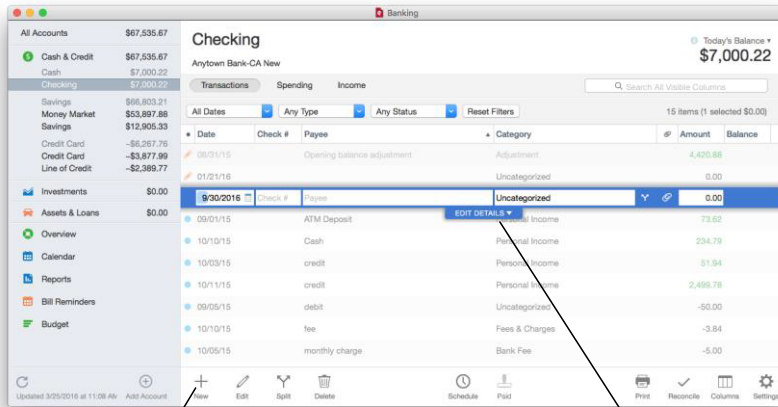 Banking
All Accounts $67,535.67
Cash & Credit $67,535.67
Cash $7,000.22
Checking $7,000.22
Savings $66,803.21
Money Market $53,897.88
Savings $12,905.33
Credit Card -$6,267.76
Credit Card -$3,877.99
Line of Credit -$2,389.77
Investments $0.00
Assets & Loans $0.00
Overview
Calendar
Reports
Bill Reminders
Budget
Updated 3/25/2016 at 11:08 AM Add Account
Checking
Today's Balance
Anytown Bank-CA New
$7,000.22
Transactions Spending Income
Search All Visible Columns
All Dates Any Type Any Status Reset Filters
15 items (1 selected $0.00)
Date Check # Payee Category Amount Balance
08/31/15 Opening balance adjustment Adjustment 4,420.88
01/21/16 Uncategorized 0.00
9/30/2016 Check # Payee Uncategorized 0.00
EDIT DETAILS
09/01/15 ATM Deposit Personal Income 73.62
10/10/15 Cash Personal Income 234.79
10/03/15 credit Personal Income 51.94
10/11/15 credit Personal Income 2,499.78
09/05/15 debit Uncategorized -50.00
10/10/15 fee Fees & Charges -3.84
10/05/15 monthly charge Bank Fee -5.00
New Edit Split Delete Schedule Paid Print Reconcile Columns Settings